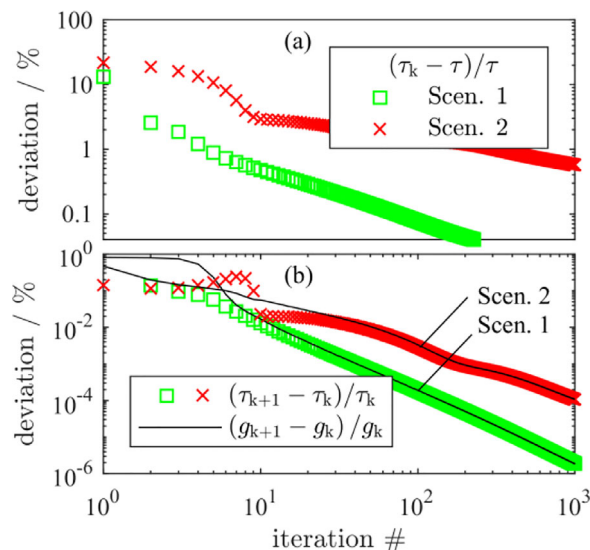 100
10
1
0.1
deviation / %
(a)
(τk − τ)/τ
Scen. 1
Scen. 2
10^0
10^-2
10^-4
10^-6
deviation / %
(b)
Scen. 2
Scen. 1
(τk+1 − τk)/τk
(gk+1 − gk)/gk
10^0 10^1 10^2 10^3
iteration #